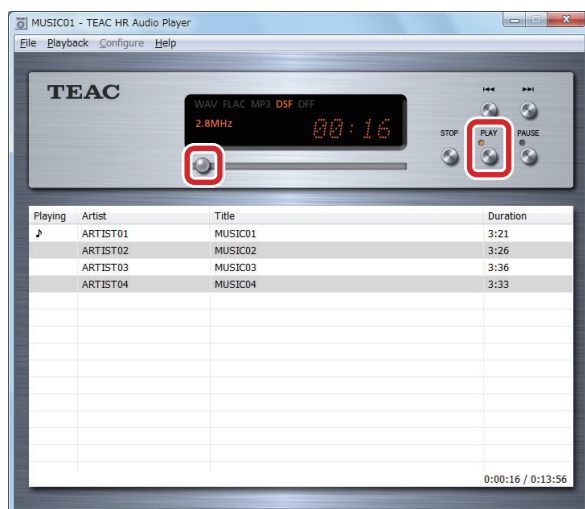 MUSIC01 - TEAC HR Audio Player
File Playback Configure Help
TEAC
WAV FLAC MP3 DSF DFF
2.8MHz 00:16
STOP PLAY PAUSE
Playing Artist Title Duration
♪ ARTIST01 MUSIC01 3:21
ARTIST02 MUSIC02 3:26
ARTIST03 MUSIC03 3:36
ARTIST04 MUSIC04 3:33
0:00:16 / 0:13:56